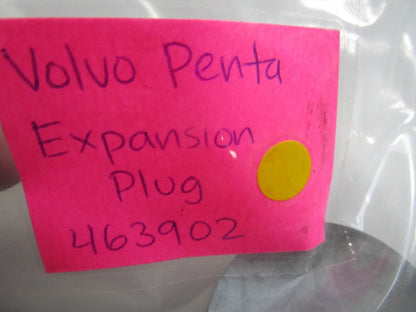 Volvo Penta
Expansion
Plug
463902